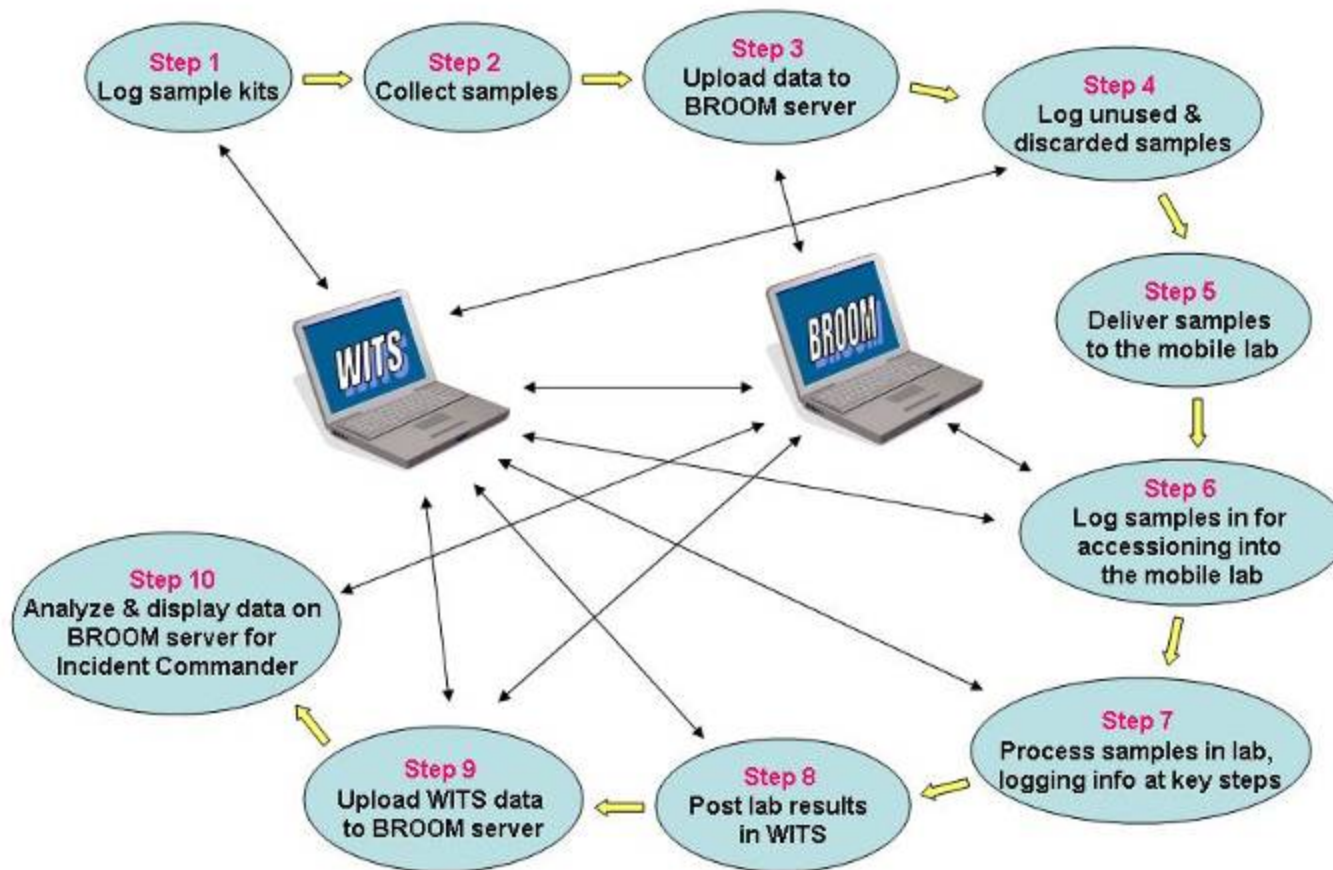 Step 1
Log sample kits
Step 2
Collect samples
Step 3
Upload data to
BROOM server
Step 4
Log unused &
discarded samples
Step 5
Deliver samples
to the mobile lab
Step 6
Log samples in for
accessioning into
the mobile lab
Step 7
Process samples in lab,
logging info at key steps
Step 8
Post lab results
in WITS
Step 9
Upload WITS data
to BROOM server
Step 10
Analyze & display data on
BROOM server for
Incident Commander
WITS
BROOM